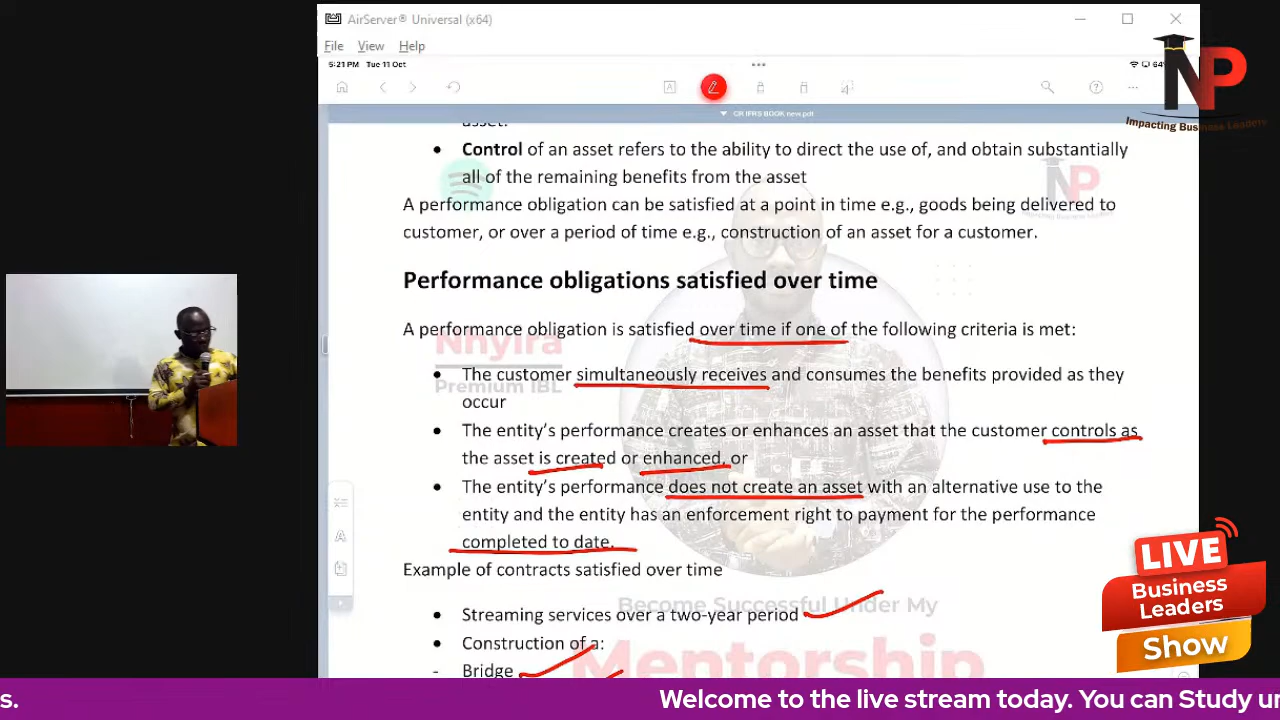 AirServer® Universal (x64)
File View Help
5:21 PM Tue 11 Oct
64%
CR IFRS BOOK new.pdf
asset.
• Control of an asset refers to the ability to direct the use of, and obtain substantially
all of the remaining benefits from the asset
A performance obligation can be satisfied at a point in time e.g., goods being delivered to
customer, or over a period of time e.g., construction of an asset for a customer.
Performance obligations satisfied over time
A performance obligation is satisfied over time if one of the following criteria is met:
• The customer simultaneously receives and consumes the benefits provided as they
occur
• The entity's performance creates or enhances an asset that the customer controls as
the asset is created or enhanced, or
• The entity's performance does not create an asset with an alternative use to the
entity and the entity has an enforcement right to payment for the performance
completed to date.
Example of contracts satisfied over time
• Streaming services over a two-year period
• Construction of a:
- Bridge
Nhyira
Premium IBL
Become Successful Under My
Mentorship
NP
Impacting Business Leaders
NP
LIVE
Business
Leaders
Show
s. Welcome to the live stream today. You can Study un